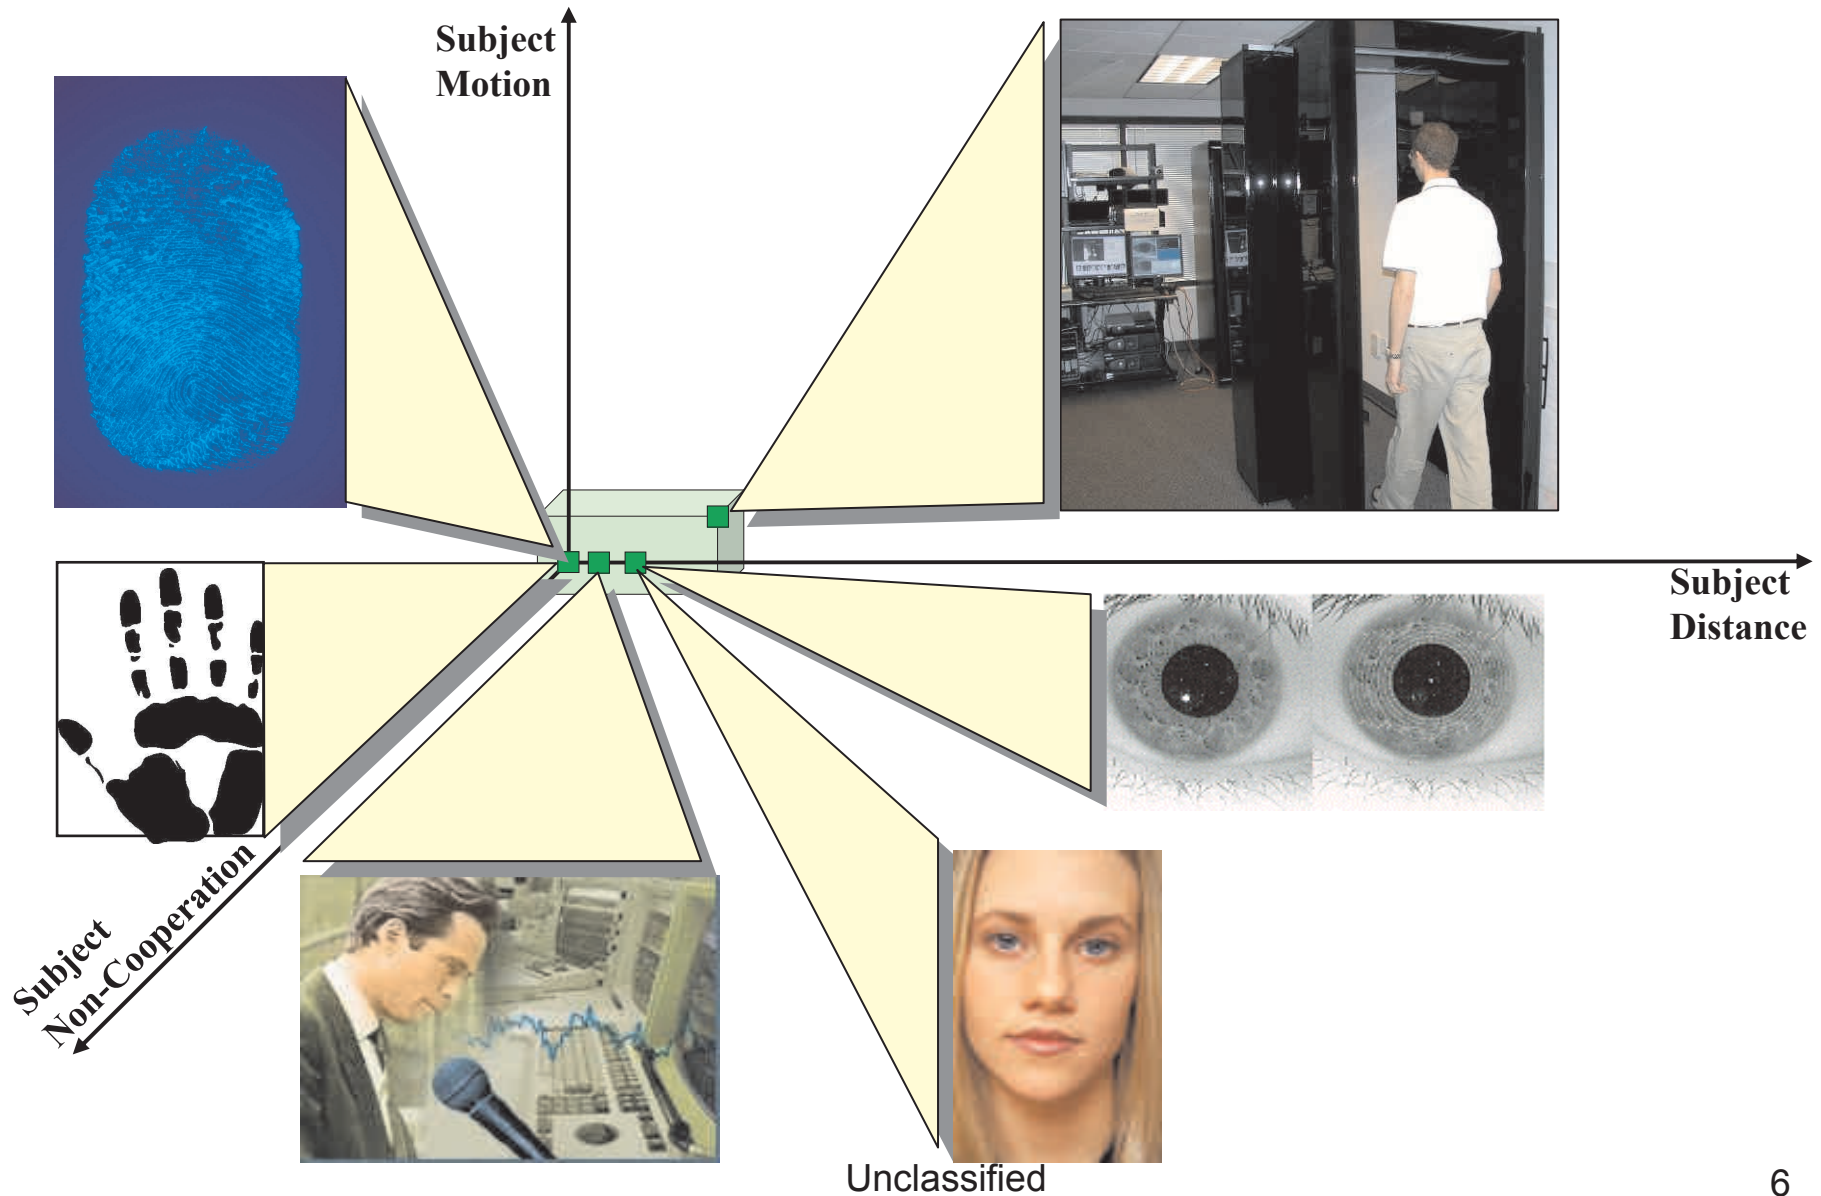 Subject
Motion
Subject
Distance
Subject
Non-Cooperation
Unclassified
6